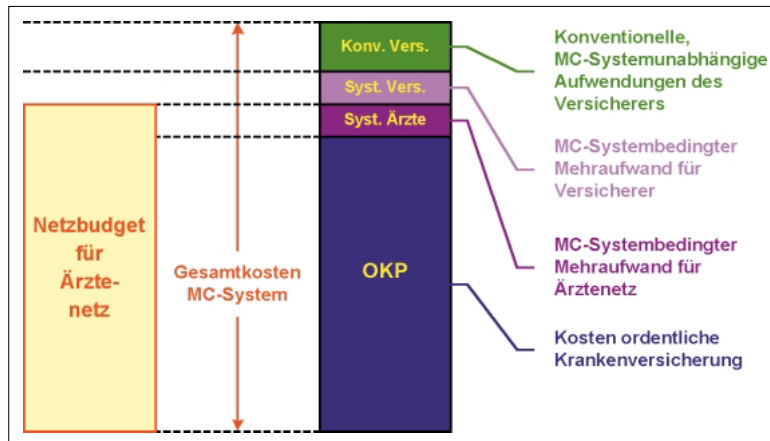 Netzbudget
für
Ärzte-
netz
Gesamtkosten
MC-System
Konv. Vers.
Syst. Vers.
Syst. Ärzte
OKP
Konventionelle,
MC-Systemunabhängige
Aufwendungen des
Versicherers
MC-Systembedingter
Mehraufwand für
Versicherer
MC-Systembedingter
Mehraufwand für
Ärztenetz
Kosten ordentliche
Krankenversicherung